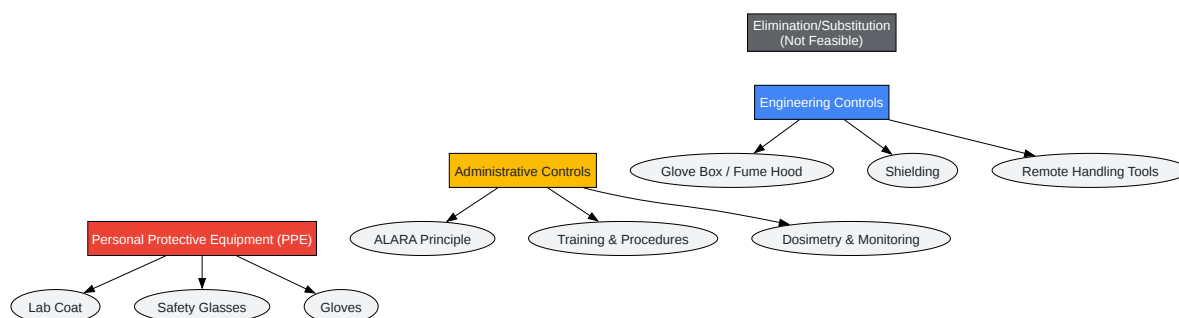 Elimination/Substitution
(Not Feasible)
Engineering Controls
Glove Box / Fume Hood
Shielding
Remote Handling Tools
Administrative Controls
ALARA Principle
Training & Procedures
Dosimetry & Monitoring
Personal Protective Equipment (PPE)
Lab Coat
Safety Glasses
Gloves